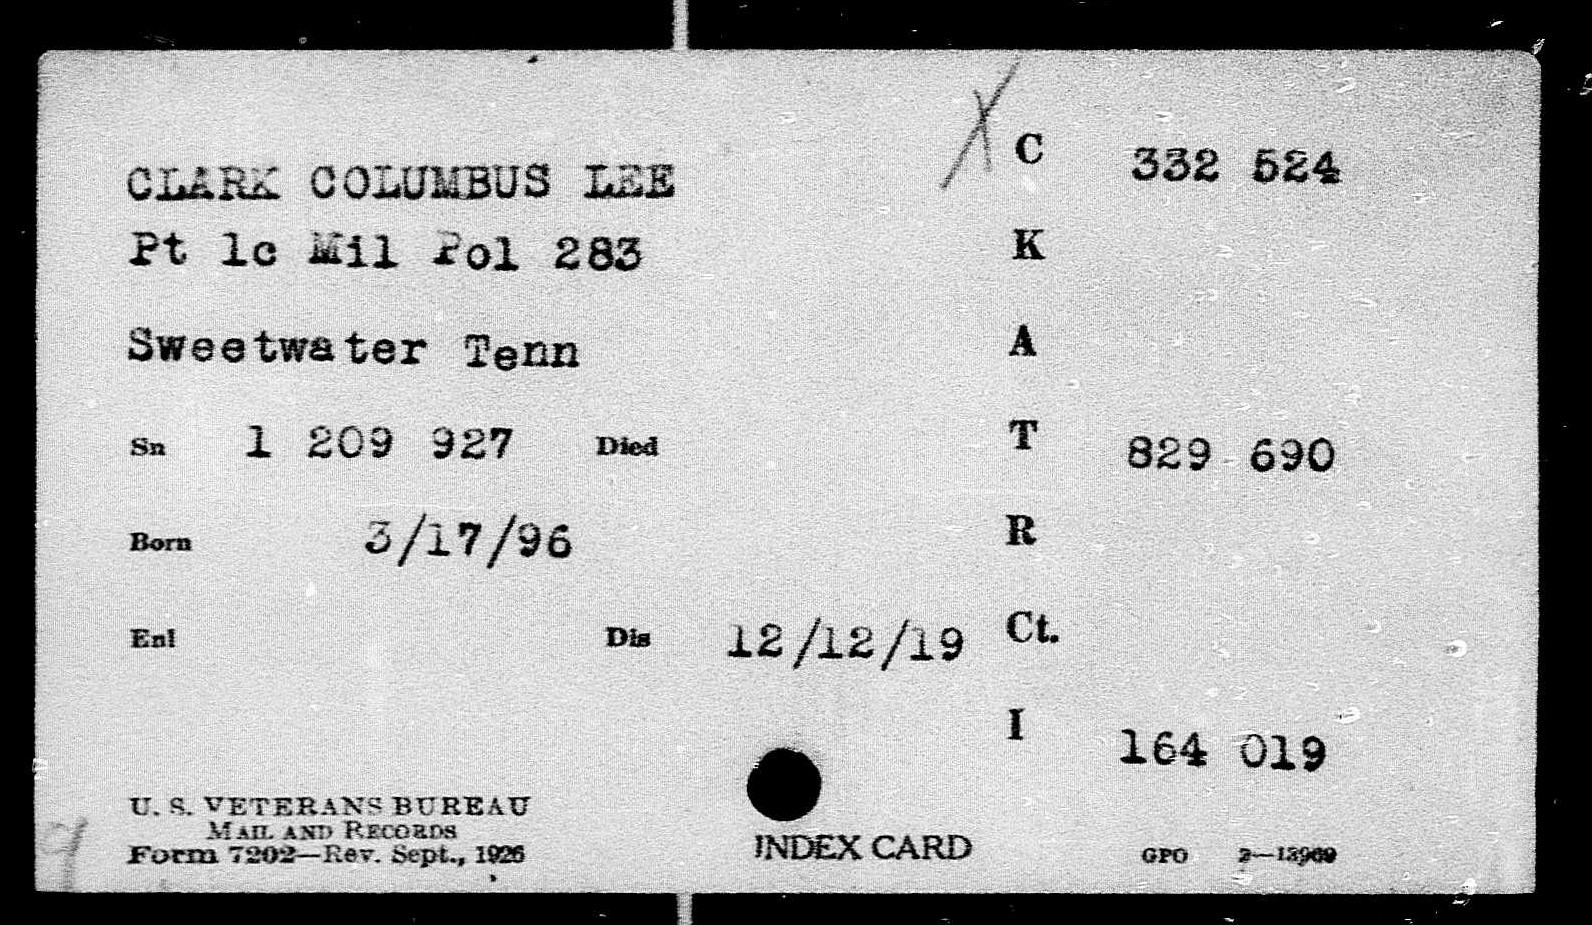 CLARK COLUMBUS LEE
Pt 1c Mil Pol 283
Sweetwater Tenn
Sn 1 209 927 Died
Born 3/17/96
Enl Dis 12/12/19
C 332 524
K
A
T 829 690
R
Ct.
I 164 019
U. S. VETERANS BUREAU
MAIL AND RECORDS
Form 7202—Rev. Sept., 1926
INDEX CARD
GPO 2—13969